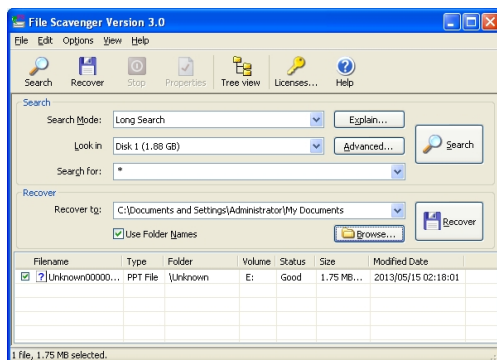 File Scavenger Version 3.0
File Edit Options View Help
Search Recover Stop Properties Tree view Licenses... Help
Search
Search Mode: Long Search Explain...
Look in Disk 1 (1.88 GB) Advanced... Search
Search for: *
Recover
Recover to: C:\Documents and Settings\Administrator\My Documents Recover
Use Folder Names Browse...
Filename Type Folder Volume Status Size Modified Date
Unknown00000... PPT File \Unknown E: Good 1.75 MB... 2013/05/15 02:18:01
1 file, 1.75 MB selected.